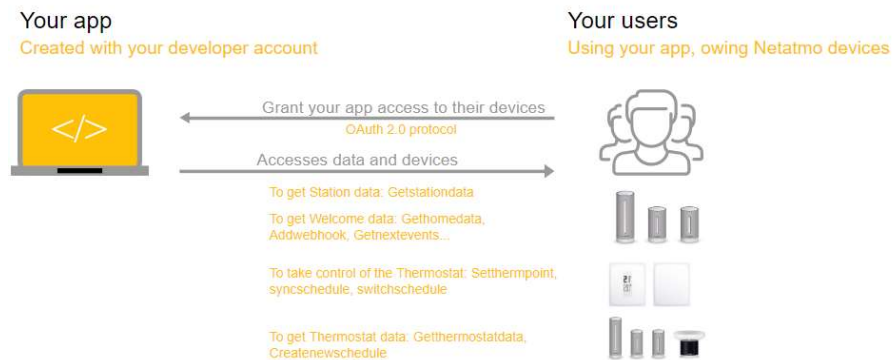 Your app
Created with your developer account
Your users
Using your app, owing Netatmo devices
</>
Grant your app access to their devices
OAuth 2.0 protocol
Accesses data and devices
To get Station data: Getstationdata
To get Welcome data: Gethomedata,
Addwebhook, Getnextevents...
To take control of the Thermostat: Setthermpoint,
syncschedule, switchschedule
To get Thermostat data: Getthermostatdata,
Createnewschedule